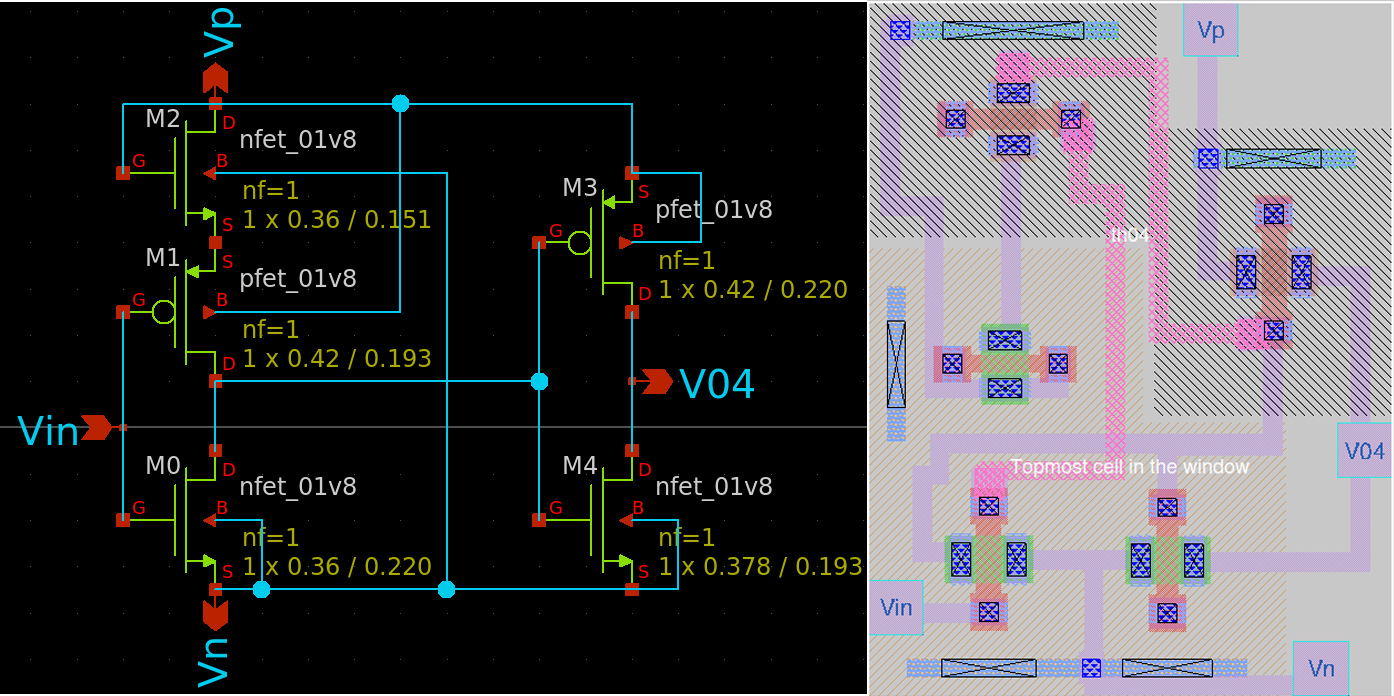 Vp
M2
D
nfet_01v8
G
B
nf=1
1 x 0.36 / 0.151
S
M1
S
pfet_01v8
G
B
nf=1
1 x 0.42 / 0.193
D
M3
S
pfet_01v8
G
B
nf=1
D
1 x 0.42 / 0.220
Vin
V04
M0
D
nfet_01v8
G
B
nf=1
S
1 x 0.36 / 0.220
M4
D
nfet_01v8
G
B
nf=1
S
1 x 0.378 / 0.193
Vn
Vp
th04
V04
Topmost cell in the window
Vin
Vn